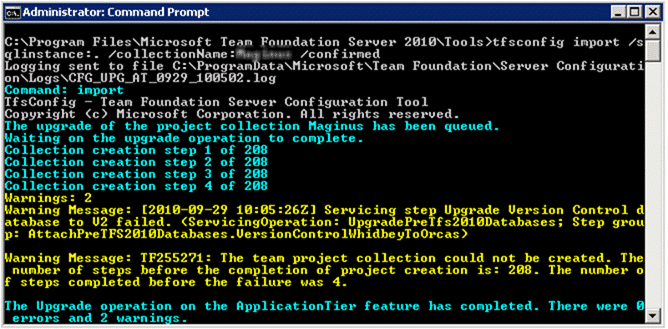 Administrator: Command Prompt
C:\Program Files\Microsoft Team Foundation Server 2010\Tools>tfsconfig import /s
qlinstance:. /collectionName: /confirmed
Logging sent to file C:\ProgramData\Microsoft\Team Foundation\Server Configurati
on\Logs\CFG_UPG_AT_0929_100502.log
Command: import
TfsConfig - Team Foundation Server Configuration Tool
Copyright (c) Microsoft Corporation. All rights reserved.
The upgrade of the project collection Maginus has been queued.
Waiting on the upgrade operation to complete.
Collection creation step 1 of 208
Collection creation step 2 of 208
Collection creation step 3 of 208
Collection creation step 4 of 208
Warnings: 2
Warning Message: [2010-09-29 10:05:26Z] Servicing step Upgrade Version Control d
atabase to V2 failed. (ServicingOperation: UpgradePreTfs2010Databases; Step grou
p: AttachPreTFS2010Databases.VersionControlWhidbeyToOrcas)
Warning Message: TF255271: The team project collection could not be created. The
number of steps before the completion of project creation is: 208. The number o
f steps completed before the failure was 4.
The Upgrade operation on the ApplicationTier feature has completed. There were 0
errors and 2 warnings.